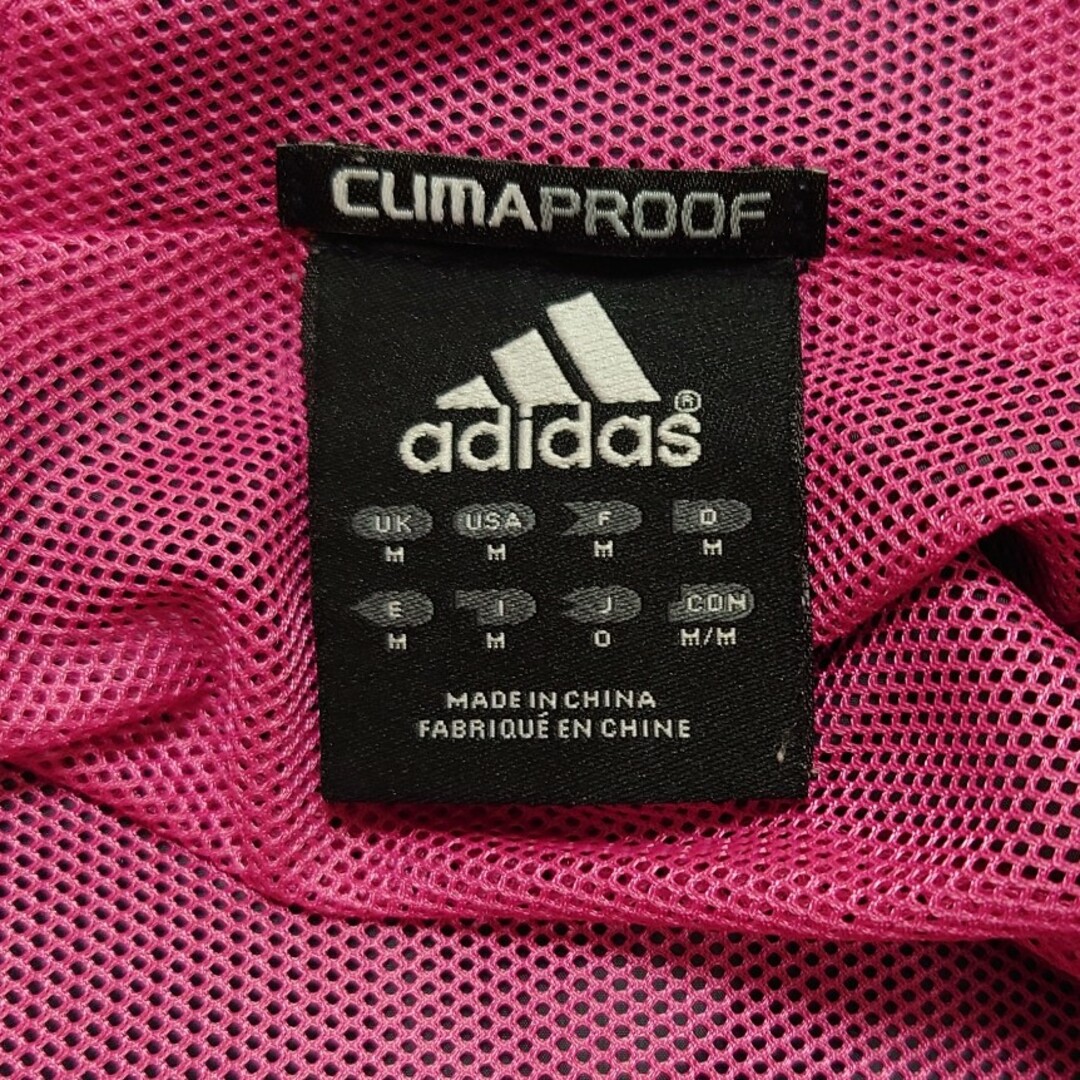 CLIMAPROOF
adidas®
UK USA F D
M M M M
E I J CDN
M M O M/M
MADE IN CHINA
FABRIQUÉ EN CHINE